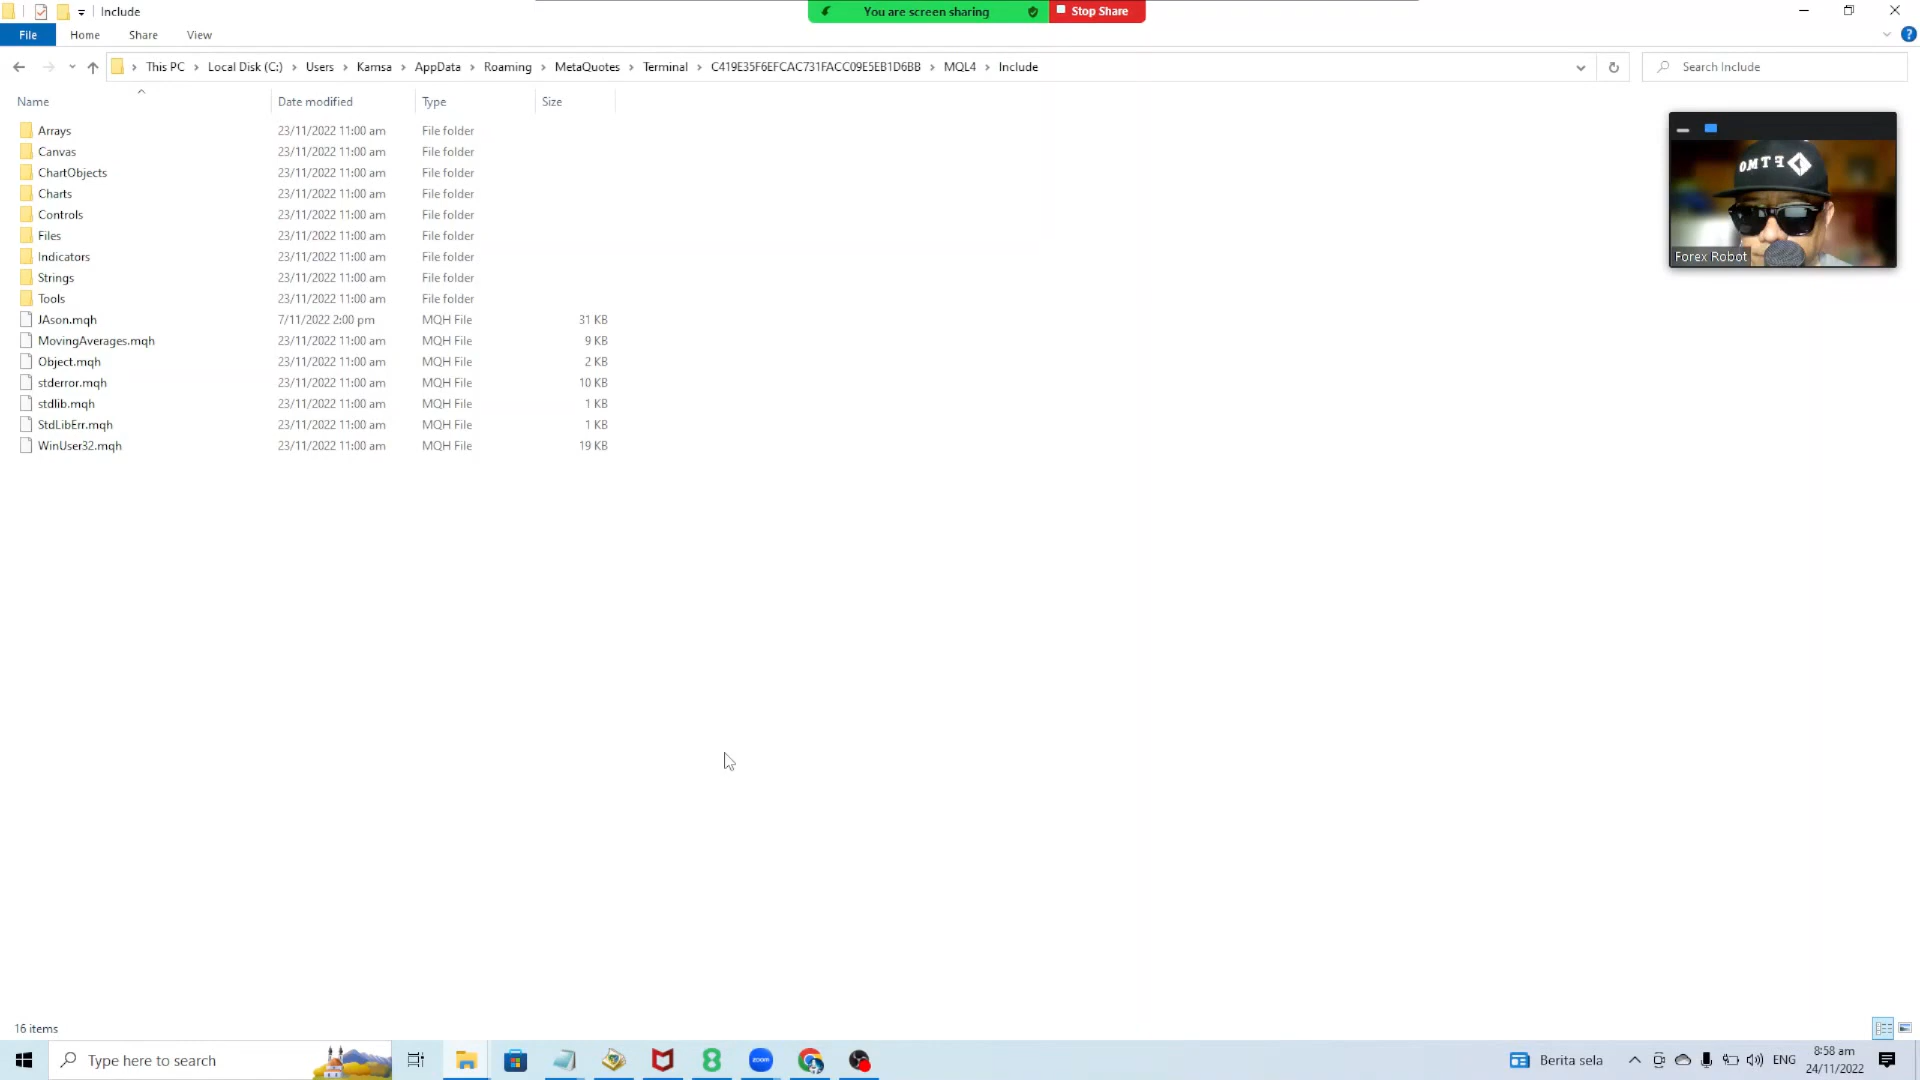 Include
You are screen sharing
Stop Share
File Home Share View
This PC Local Disk (C:) Users Kamsa AppData Roaming MetaQuotes Terminal C419E35F6EFCAC731FACC09E5EB1D6BB MQL4 Include
Search Include
Name Date modified Type Size
Arrays 23/11/2022 11:00 am File folder
Canvas 23/11/2022 11:00 am File folder
ChartObjects 23/11/2022 11:00 am File folder
Charts 23/11/2022 11:00 am File folder
Controls 23/11/2022 11:00 am File folder
Files 23/11/2022 11:00 am File folder
Indicators 23/11/2022 11:00 am File folder
Strings 23/11/2022 11:00 am File folder
Tools 23/11/2022 11:00 am File folder
JAson.mqh 7/11/2022 2:00 pm MQH File 31 KB
MovingAverages.mqh 23/11/2022 11:00 am MQH File 9 KB
Object.mqh 23/11/2022 11:00 am MQH File 2 KB
stderror.mqh 23/11/2022 11:00 am MQH File 10 KB
stdlib.mqh 23/11/2022 11:00 am MQH File 1 KB
StdLibErr.mqh 23/11/2022 11:00 am MQH File 1 KB
WinUser32.mqh 23/11/2022 11:00 am MQH File 19 KB
FTMO
Forex Robot
16 items
Type here to search
zoom
Berita sela
ENG
8:58 am
24/11/2022